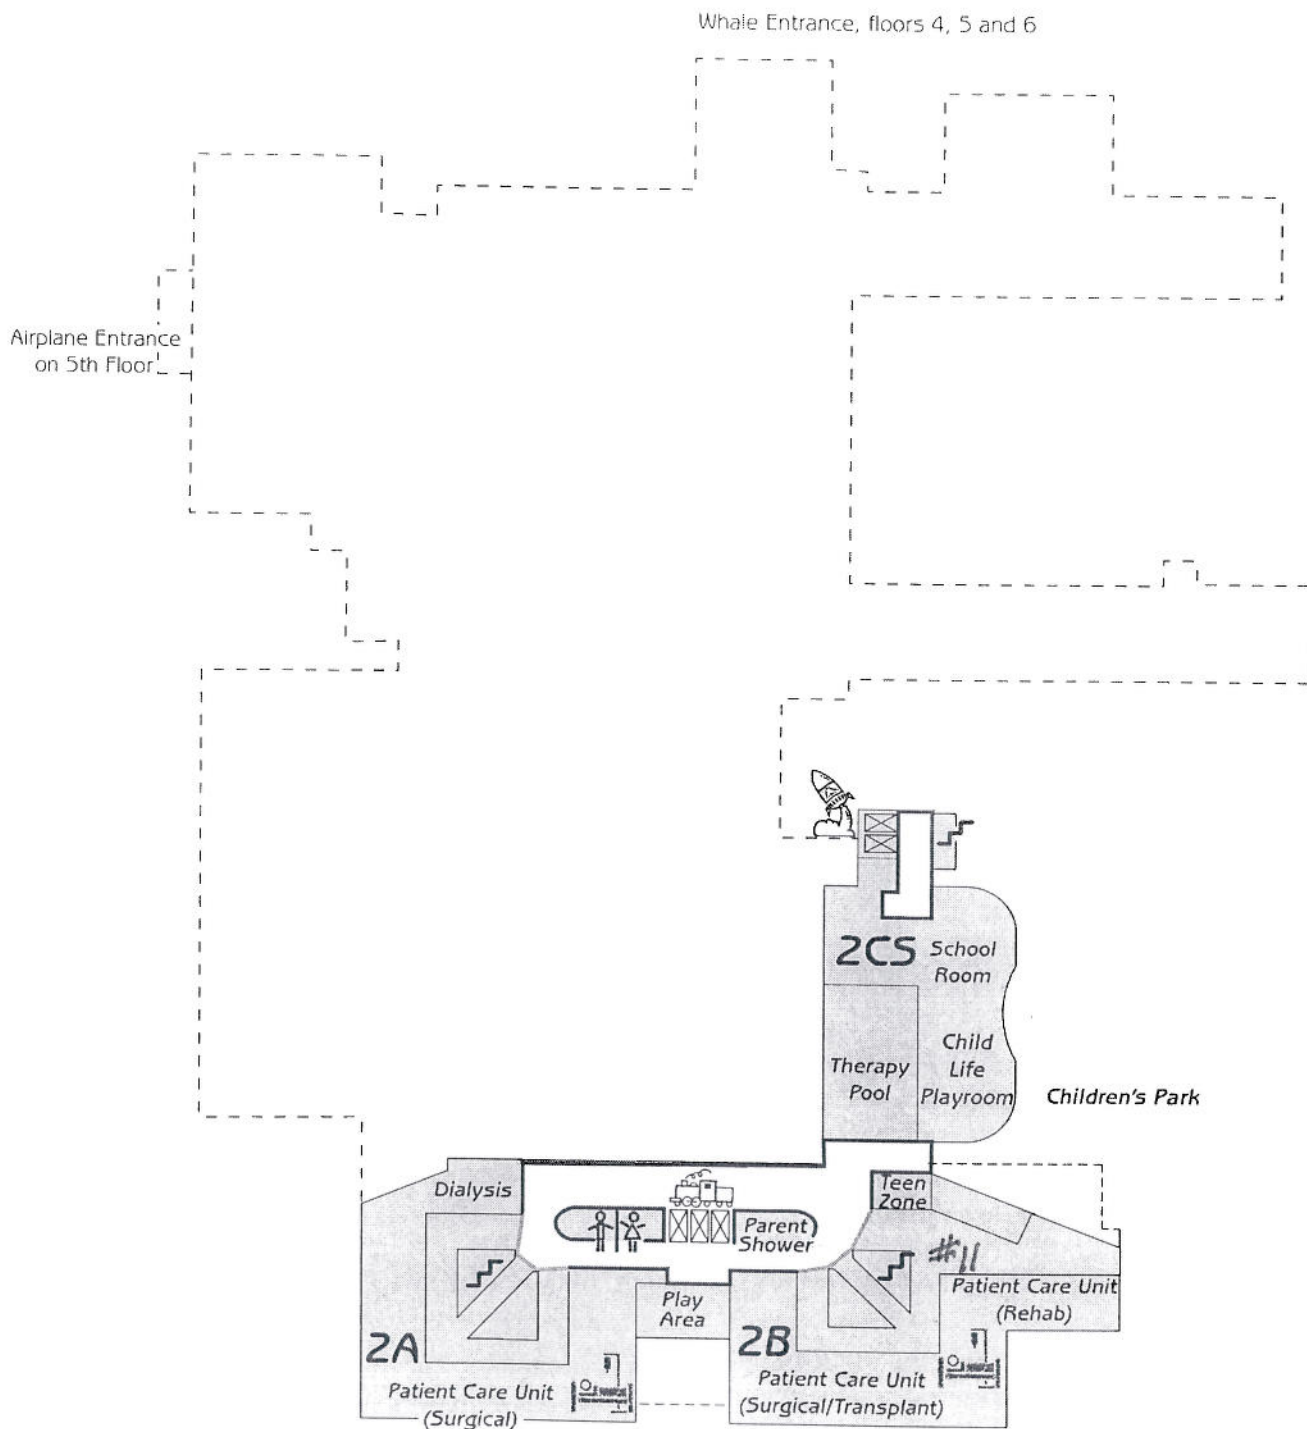 Whale Entrance, floors 4, 5 and 6
Airplane Entrance
on 5th Floor
2CS
School
Room
Therapy
Pool
Child
Life
Playroom
Children's Park
Dialysis
Teen
Zone
Parent
Shower
#11
Play
Area
Patient Care Unit
(Rehab)
2A
2B
Patient Care Unit
(Surgical)
Patient Care Unit
(Surgical/Transplant)